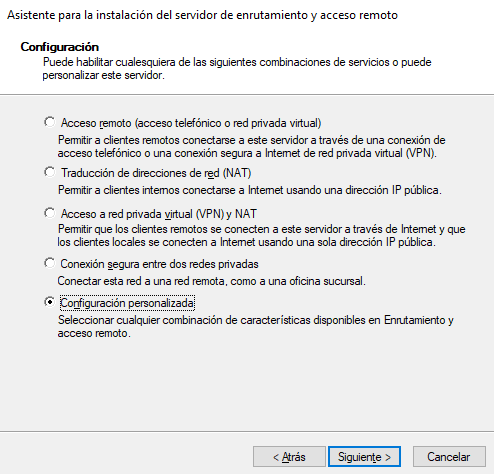 Asistente para la instalación del servidor de enrutamiento y acceso remoto
Configuración
Puede habilitar cualesquiera de las siguientes combinaciones de servicios o puede
personalizar este servidor.
Acceso remoto (acceso telefónico o red privada virtual)
Permitir a clientes remotos conectarse a este servidor a través de una conexión de
acceso telefónico o una conexión segura a Internet de red privada virtual (VPN).
Traducción de direcciones de red (NAT)
Permitir a clientes internos conectarse a Internet usando una dirección IP pública.
Acceso a red privada virtual (VPN) y NAT
Permitir que los clientes remotos se conecten a este servidor a través de Internet y que
los clientes locales se conecten a Internet usando una sola dirección IP pública.
Conexión segura entre dos redes privadas
Conectar esta red a una red remota, como a una oficina sucursal.
Configuración personalizada
Seleccionar cualquier combinación de características disponibles en Enrutamiento y
acceso remoto.
< Atrás Siguiente > Cancelar